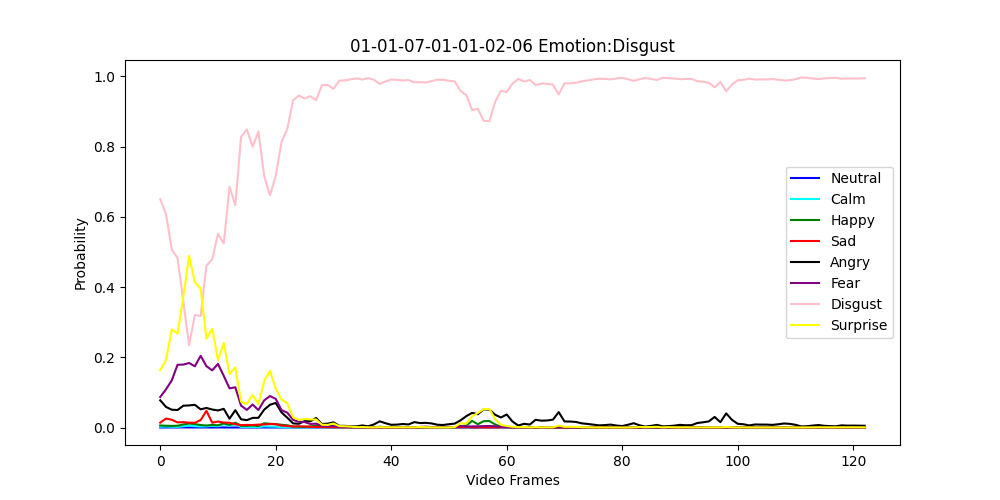 01-01-07-01-01-02-06 Emotion:Disgust
Probability
1.0
0.8
0.6
0.4
0.2
0.0
0 20 40 60 80 100 120
Video Frames
Neutral
Calm
Happy
Sad
Angry
Fear
Disgust
Surprise